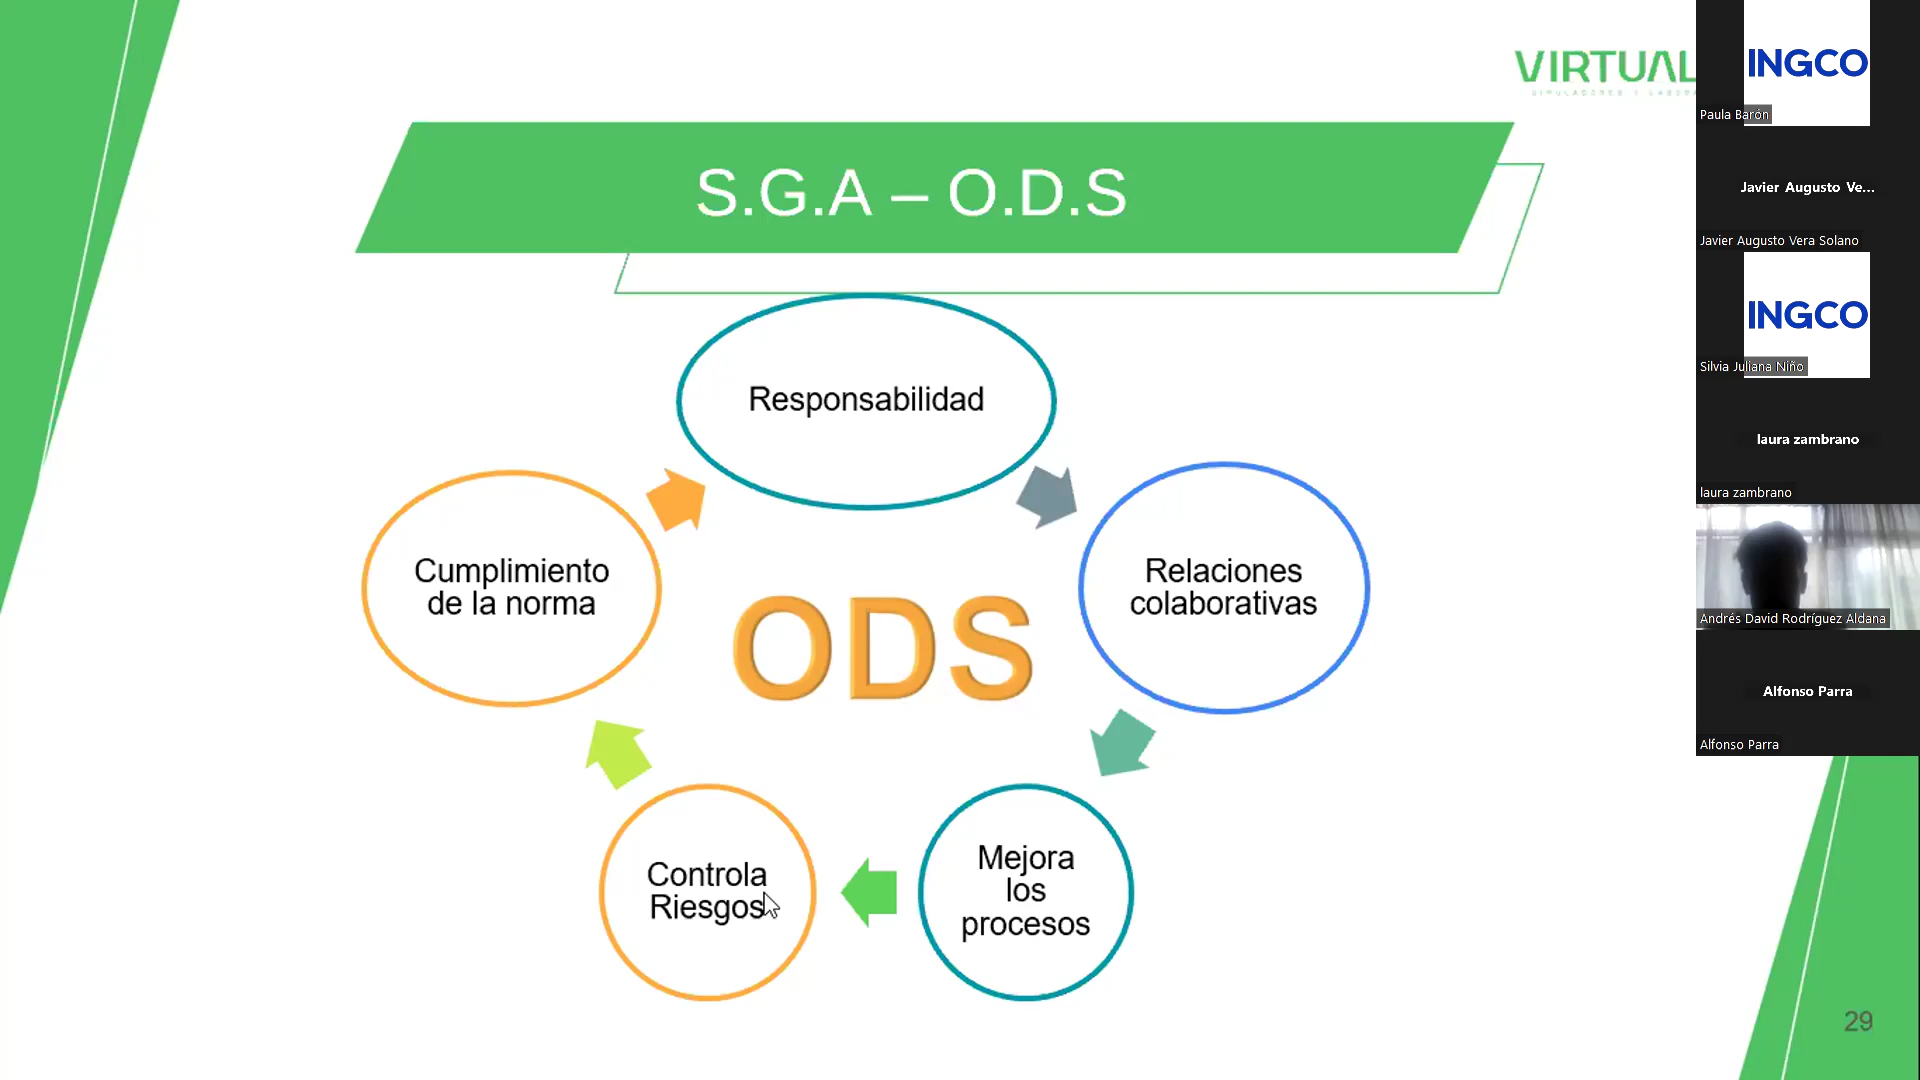 VIRTUAL
S.G.A – O.D.S
Responsabilidad
Cumplimiento
de la norma
Relaciones
colaborativas
ODS
Controla
Riesgos
Mejora
los
procesos
29
INGCO
Paula Barón
Javier Augusto Ve...
Javier Augusto Vera Solano
INGCO
Silvia Juliana Niño
laura zambrano
laura zambrano
Andrés David Rodríguez Aldana
Alfonso Parra
Alfonso Parra